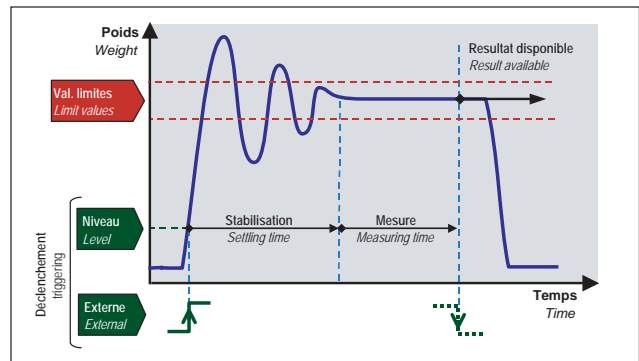 Poids
Weight
Resultat disponible
Result available
Val. limites
Limit values
Niveau
Level
Stabilisation
Settling time
Mesure
Measuring time
Déclenchement
triggering
Temps
Time
Externe
External